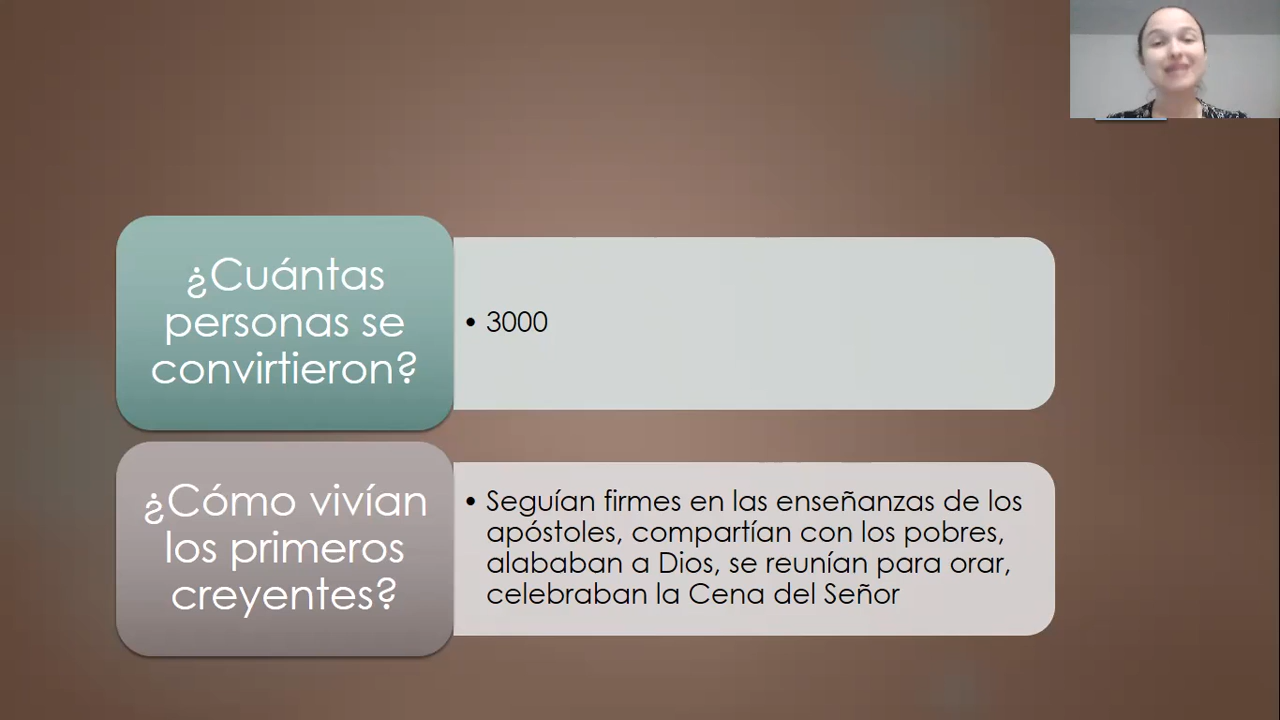 ¿Cuántas
personas se
convirtieron?
• 3000
¿Cómo vivían
los primeros
creyentes?
• Seguían firmes en las enseñanzas de los
apóstoles, compartían con los pobres,
alababan a Dios, se reunían para orar,
celebraban la Cena del Señor